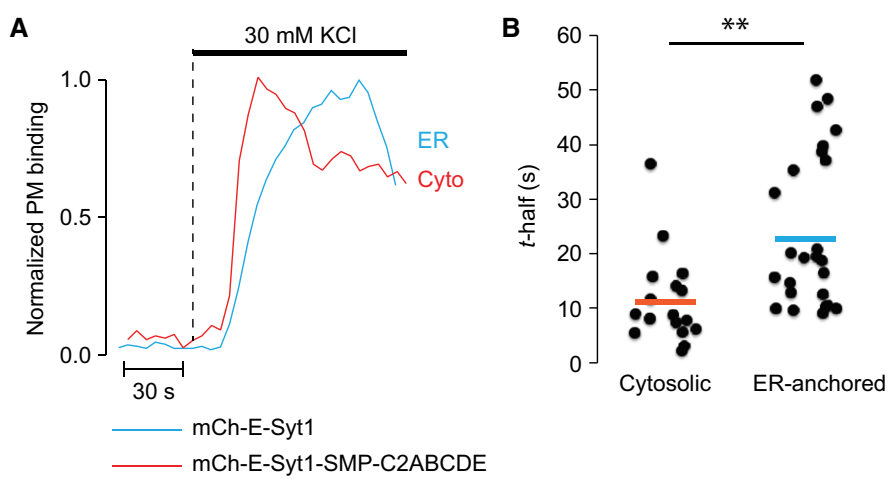 A
30 mM KCl
Normalized PM binding
1.0
0.5
0.0
ER
Cyto
30 s
mCh-E-Syt1
mCh-E-Syt1-SMP-C2ABCDE
B
**
t-half (s)
60
50
40
30
20
10
0
Cytosolic
ER-anchored